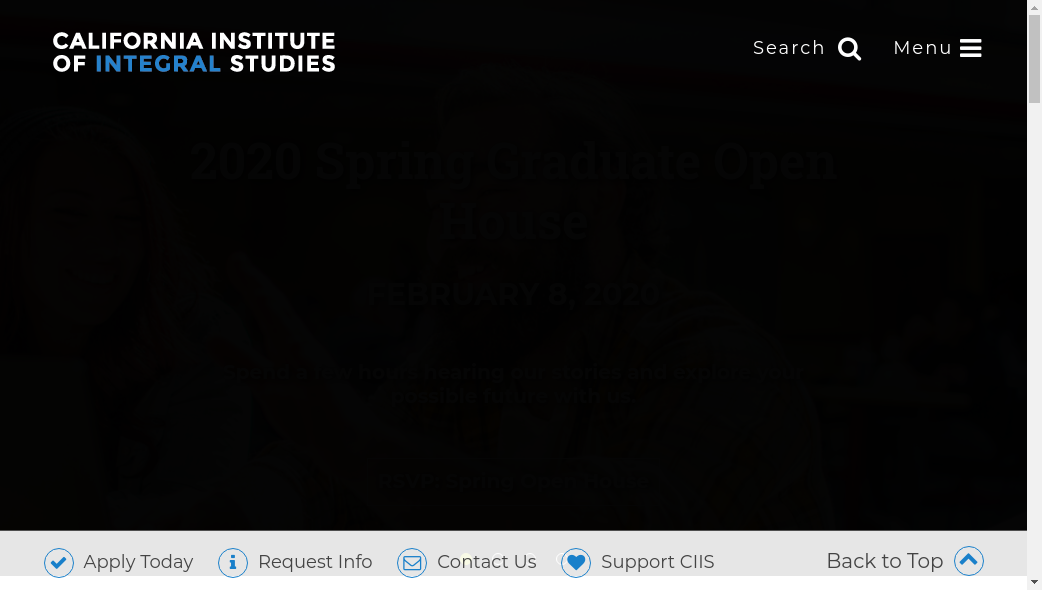 CALIFORNIA INSTITUTE
OF INTEGRAL STUDIES
Search
Menu
2020 Spring Graduate Open
House
FEBRUARY 8, 2020
Spend a few hours hearing our stories and explore your
possible future with us.
RSVP: Spring Open House
Apply Today
Request Info
Contact Us
Support CIIS
Back to Top